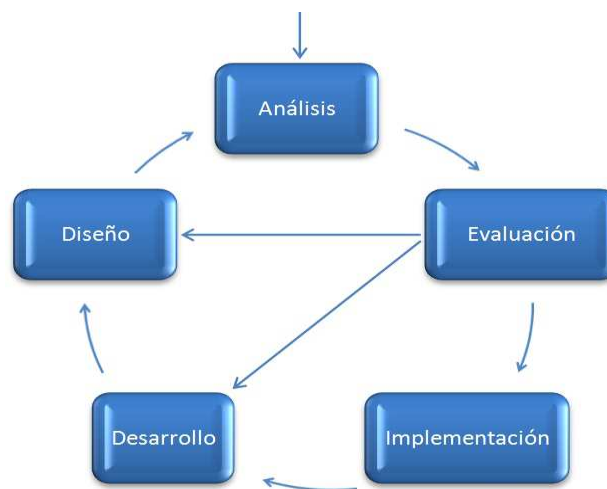 Análisis
Diseño
Evaluación
Desarrollo
Implementación